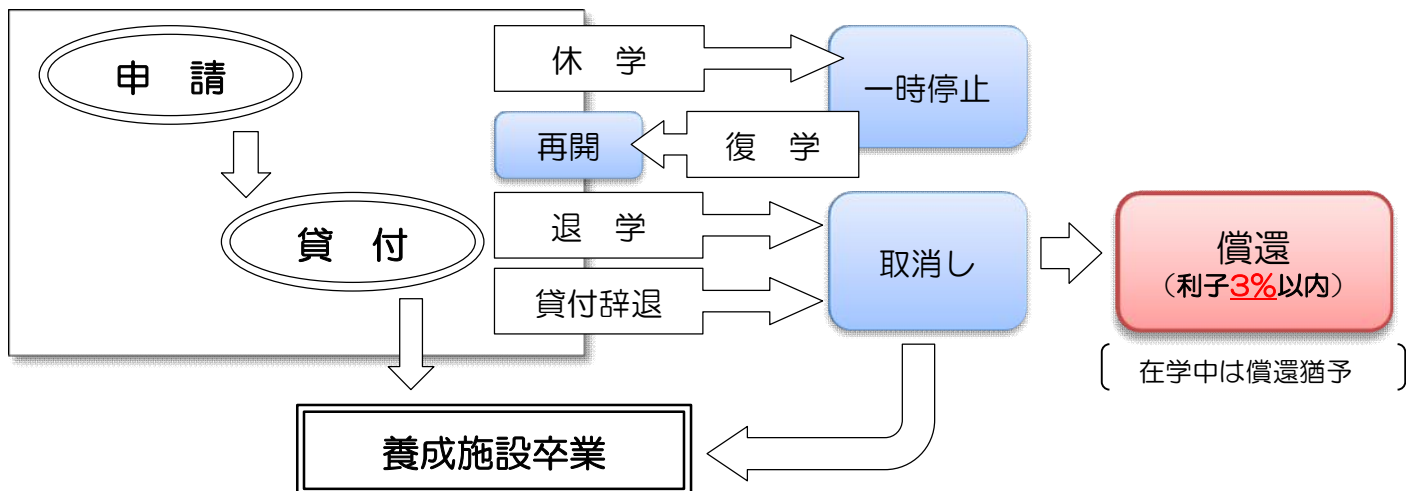 申　請
休　学
一時停止
再開
復　学
貸　付
退　学
取消し
償還
（利子3%以内）
貸付辞退
〔　在学中は償還猶予　〕
養成施設卒業